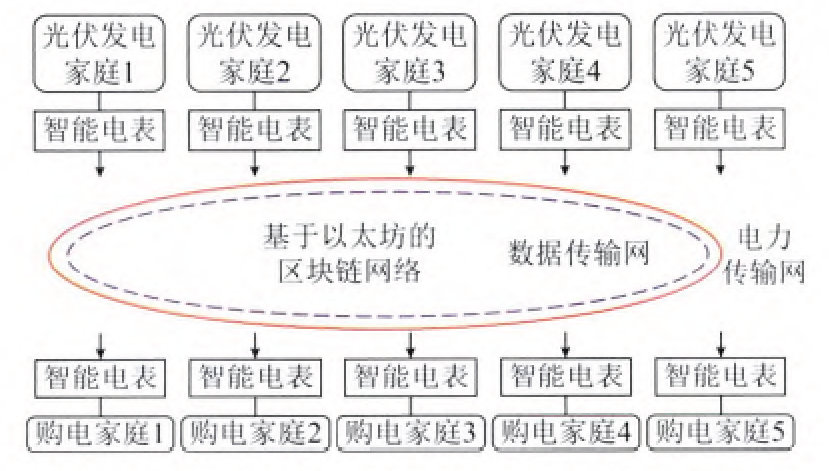 光伏发电
家庭1
光伏发电
家庭2
光伏发电
家庭3
光伏发电
家庭4
光伏发电
家庭5
智能电表
智能电表
智能电表
智能电表
智能电表
基于以太坊的
区块链网络
数据传输网
电力
传输网
智能电表
智能电表
智能电表
智能电表
智能电表
购电家庭1
购电家庭2
购电家庭3
购电家庭4
购电家庭5